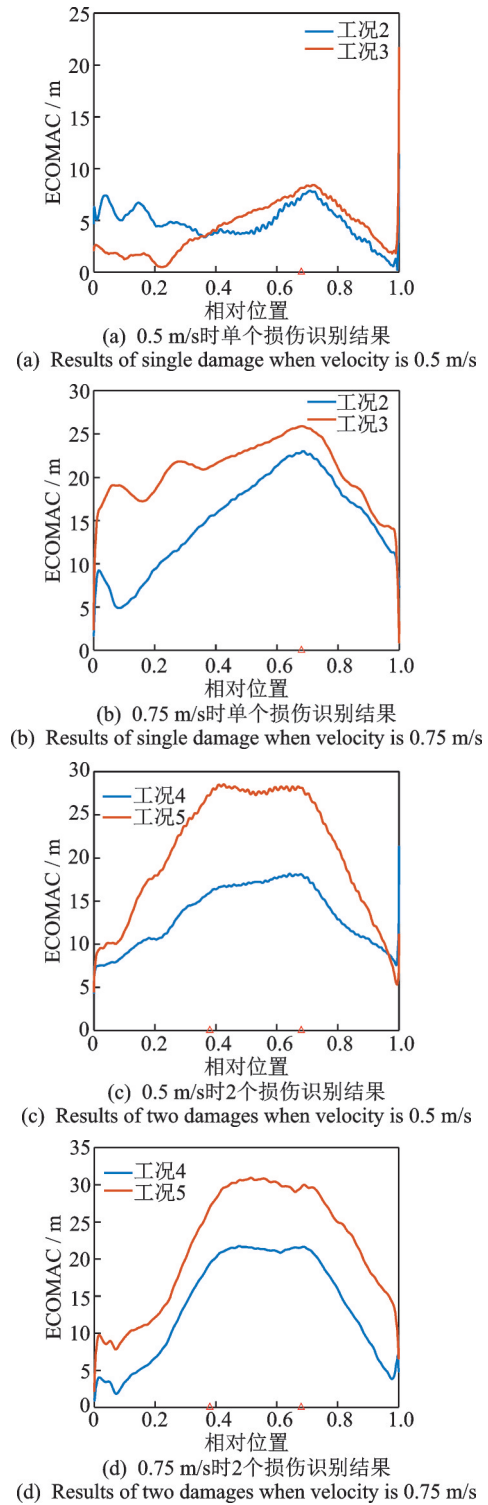 25
20
15
10
5
0
ECOMAC / m
工况2
工况3
0 0.2 0.4 0.6 0.8 1.0
相对位置
(a) 0.5 m/s时单个损伤识别结果
(a) Results of single damage when velocity is 0.5 m/s
30
25
20
15
10
5
0
ECOMAC / m
工况2
工况3
0 0.2 0.4 0.6 0.8 1.0
相对位置
(b) 0.75 m/s时单个损伤识别结果
(b) Results of single damage when velocity is 0.75 m/s
30
25
20
15
10
5
0
ECOMAC / m
工况4
工况5
0 0.2 0.4 0.6 0.8 1.0
相对位置
(c) 0.5 m/s时2个损伤识别结果
(c) Results of two damages when velocity is 0.5 m/s
35
30
25
20
15
10
5
0
ECOMAC / m
工况4
工况5
0 0.2 0.4 0.6 0.8 1.0
相对位置
(d) 0.75 m/s时2个损伤识别结果
(d) Results of two damages when velocity is 0.75 m/s